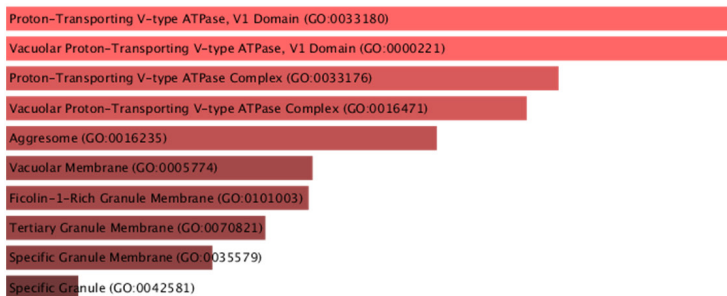 Proton-Transporting V-type ATPase, V1 Domain (GO:0033180)
Vacuolar Proton-Transporting V-type ATPase, V1 Domain (GO:0000221)
Proton-Transporting V-type ATPase Complex (GO:0033176)
Vacuolar Proton-Transporting V-type ATPase Complex (GO:0016471)
Aggresome (GO:0016235)
Vacuolar Membrane (GO:0005774)
Ficolin-1-Rich Granule Membrane (GO:0101003)
Tertiary Granule Membrane (GO:0070821)
Specific Granule Membrane (GO:0035579)
Specific Granule (GO:0042581)